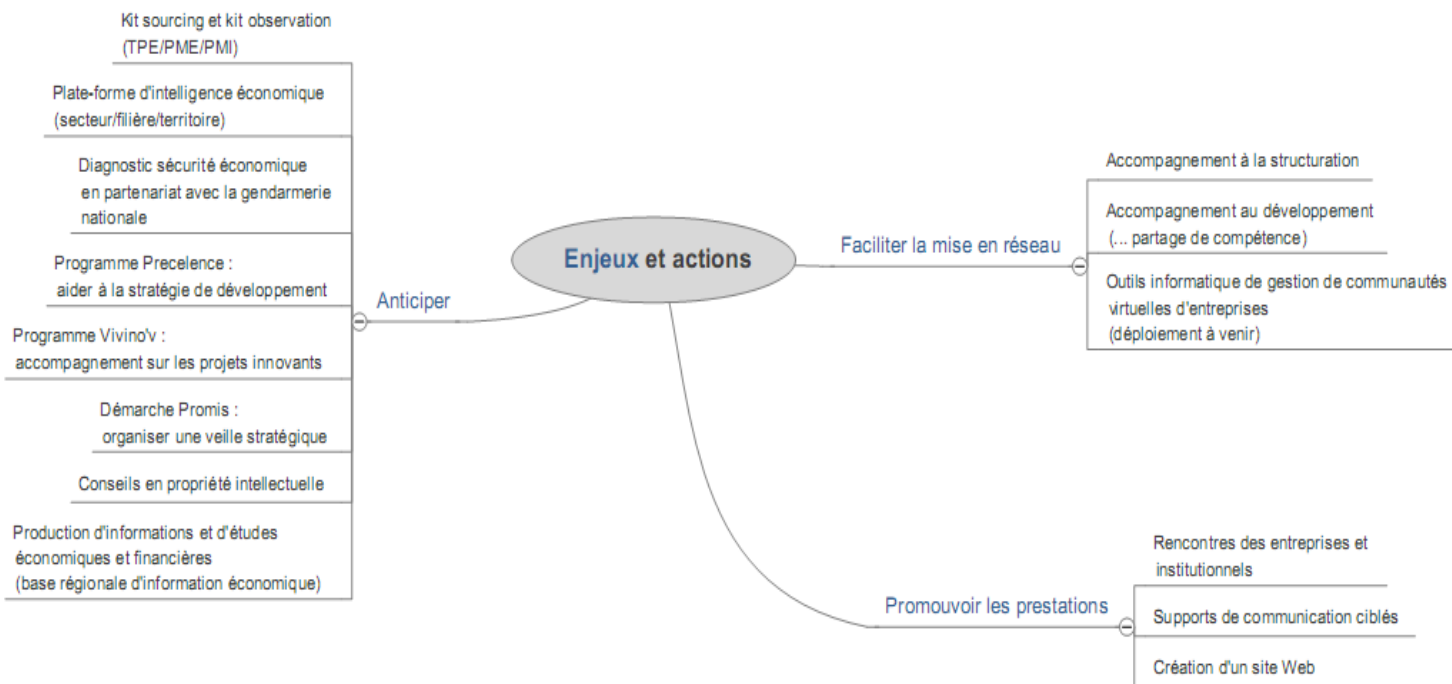 Kit sourcing et kit observation
(TPE/PME/PMI)
Plate-forme d'intelligence économique
(secteur/filière/territoire)
Diagnostic sécurité économique
en partenariat avec la gendarmerie
nationale
Programme Precelence :
aider à la stratégie de développement
Programme Vivino'v :
accompagnement sur les projets innovants
Démarche Promis :
organiser une veille stratégique
Conseils en propriété intellectuelle
Production d'informations et d'études
économiques et financières
(base régionale d'information économique)
Anticiper
Enjeux et actions
Faciliter la mise en réseau
Accompagnement à la structuration
Accompagnement au développement
(... partage de compétence)
Outils informatique de gestion de communautés
virtuelles d'entreprises
(déploiement à venir)
Promouvoir les prestations
Rencontres des entreprises et
institutionnels
Supports de communication ciblés
Création d'un site Web